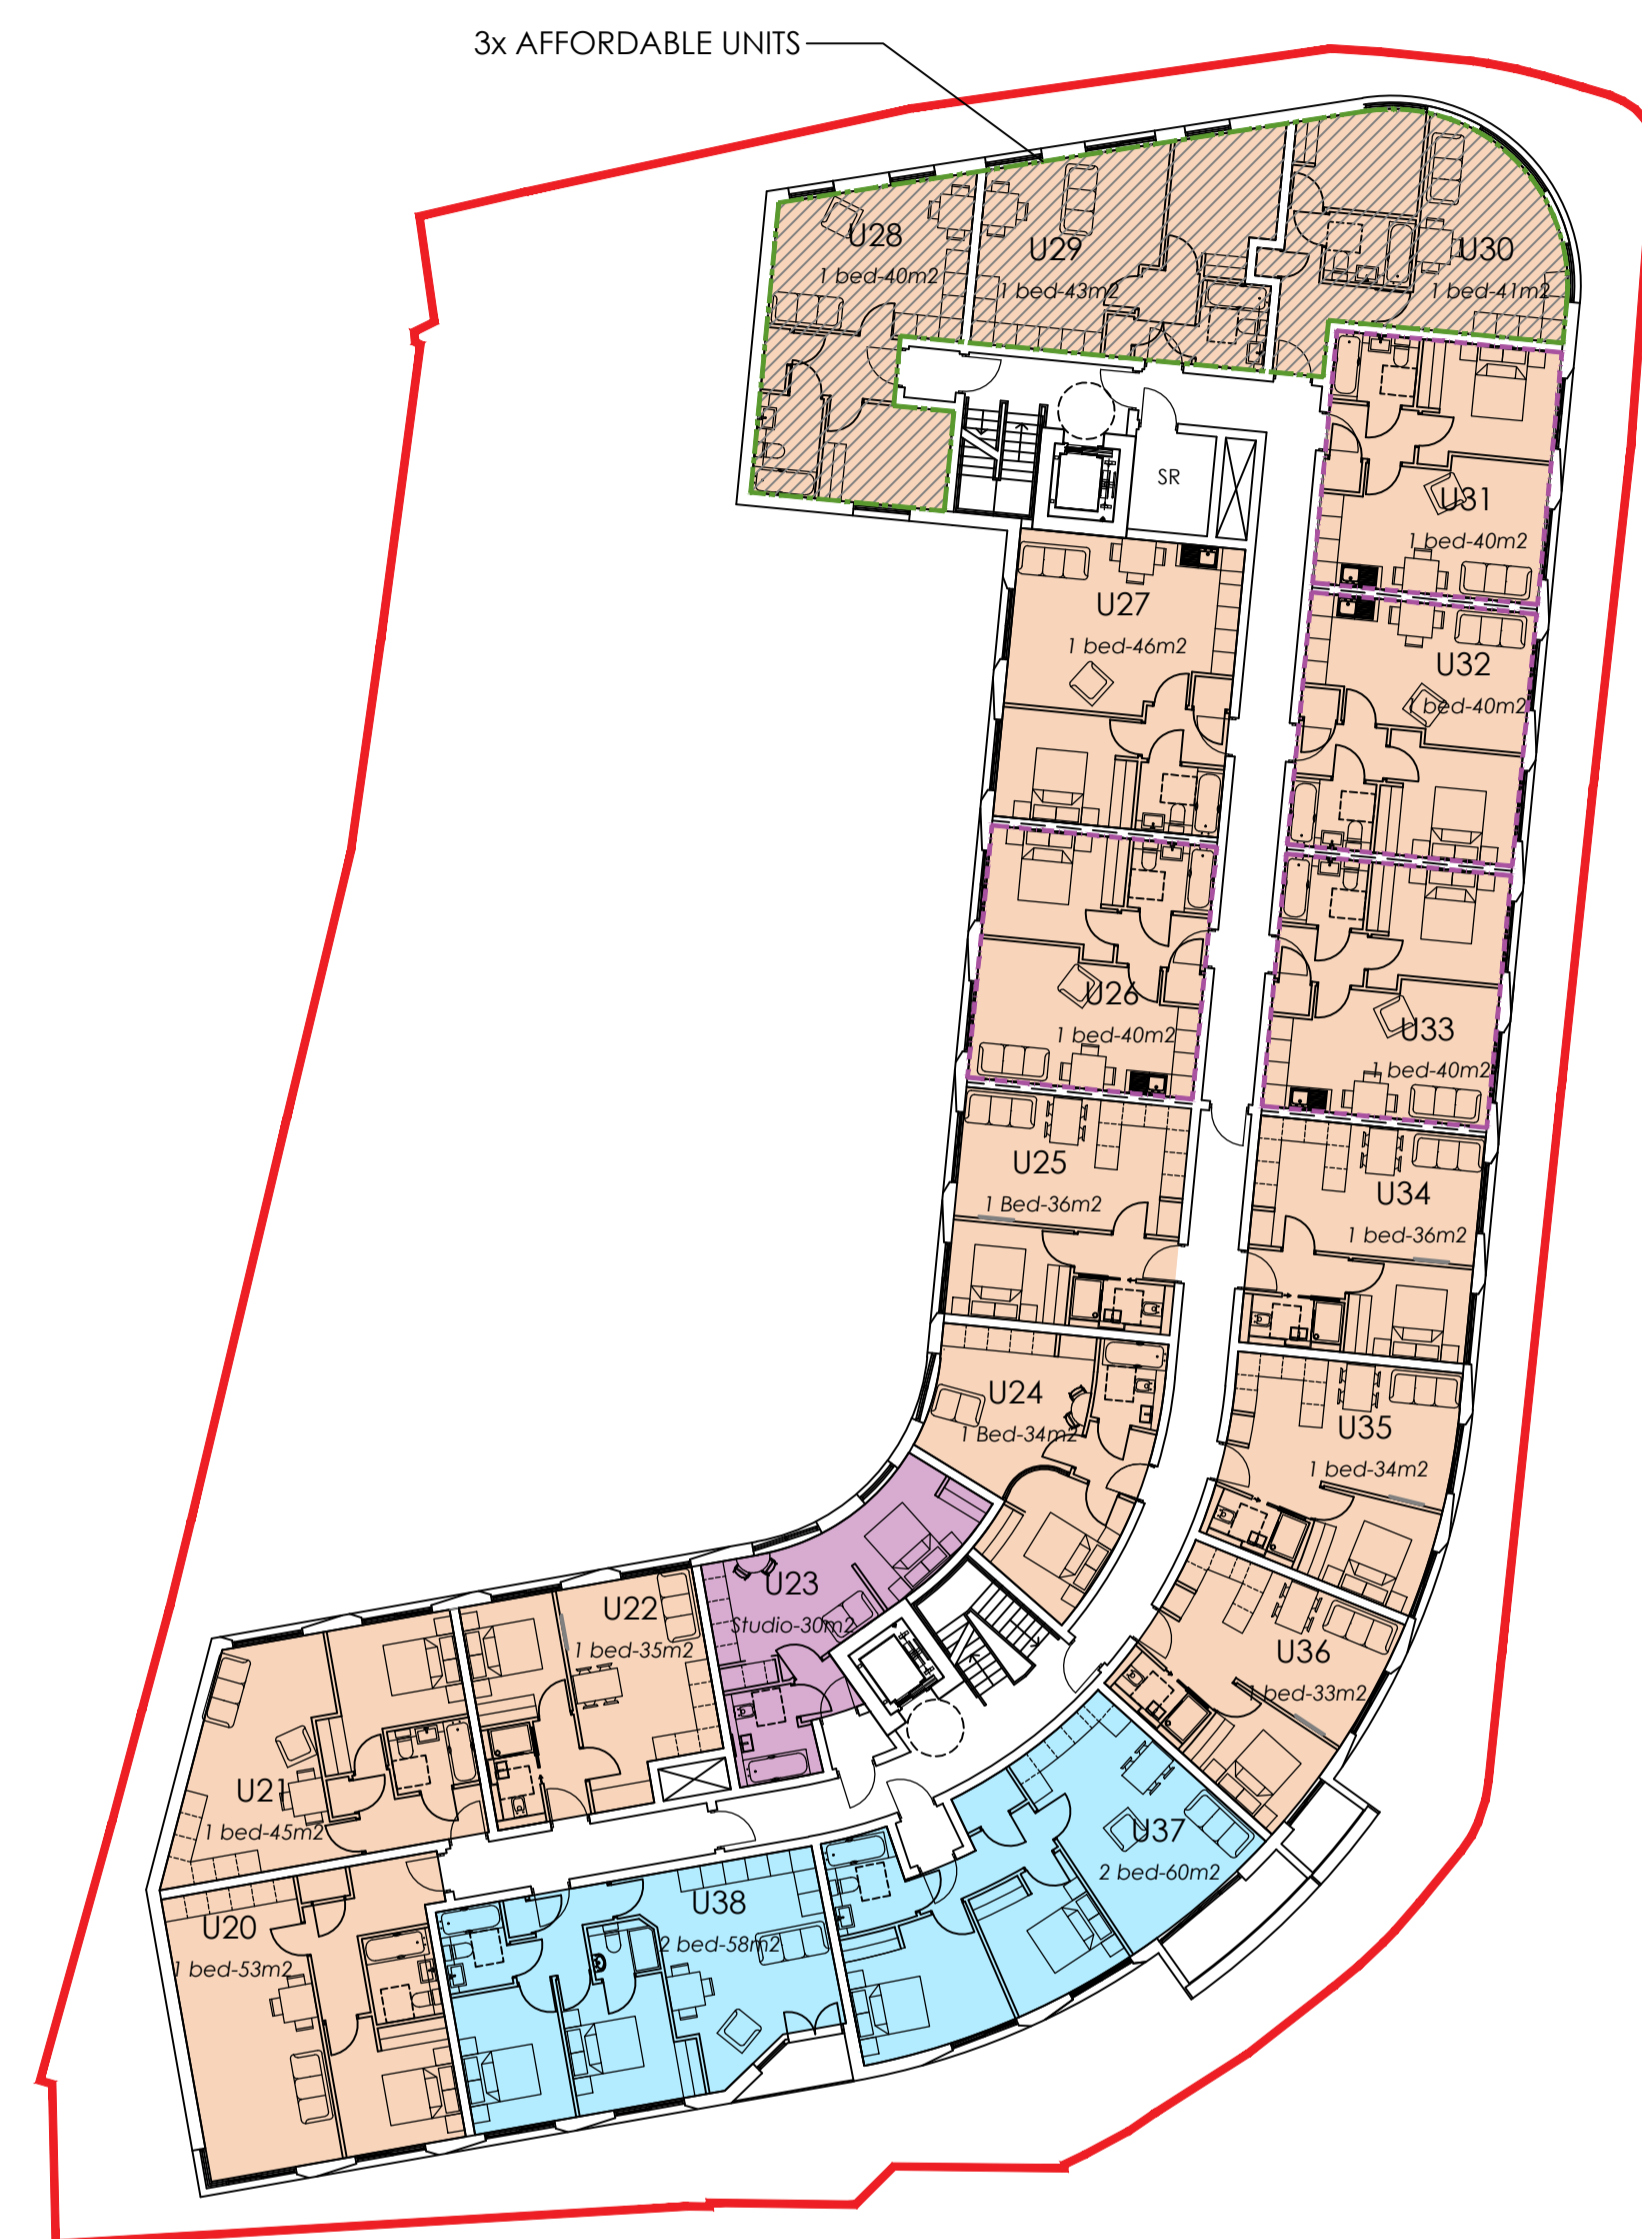 3x AFFORDABLE UNITS
U28
1 bed-40m2
U29
1 bed-43m2
U30
1 bed-41m2
SR
U31
1 bed-40m2
U27
1 bed-46m2
U32
1 bed-40m2
U26
1 bed-40m2
U33
1 bed-40m2
U25
1 Bed-36m2
U34
1 bed-36m2
U24
1 Bed-34m2
U35
1 bed-34m2
U23
Studio-30m2
U22
1 bed-35m2
U36
1 bed-33m2
U21
1 bed-45m2
U37
2 bed-60m2
U38
2 bed-58m2
U20
1 bed-53m2